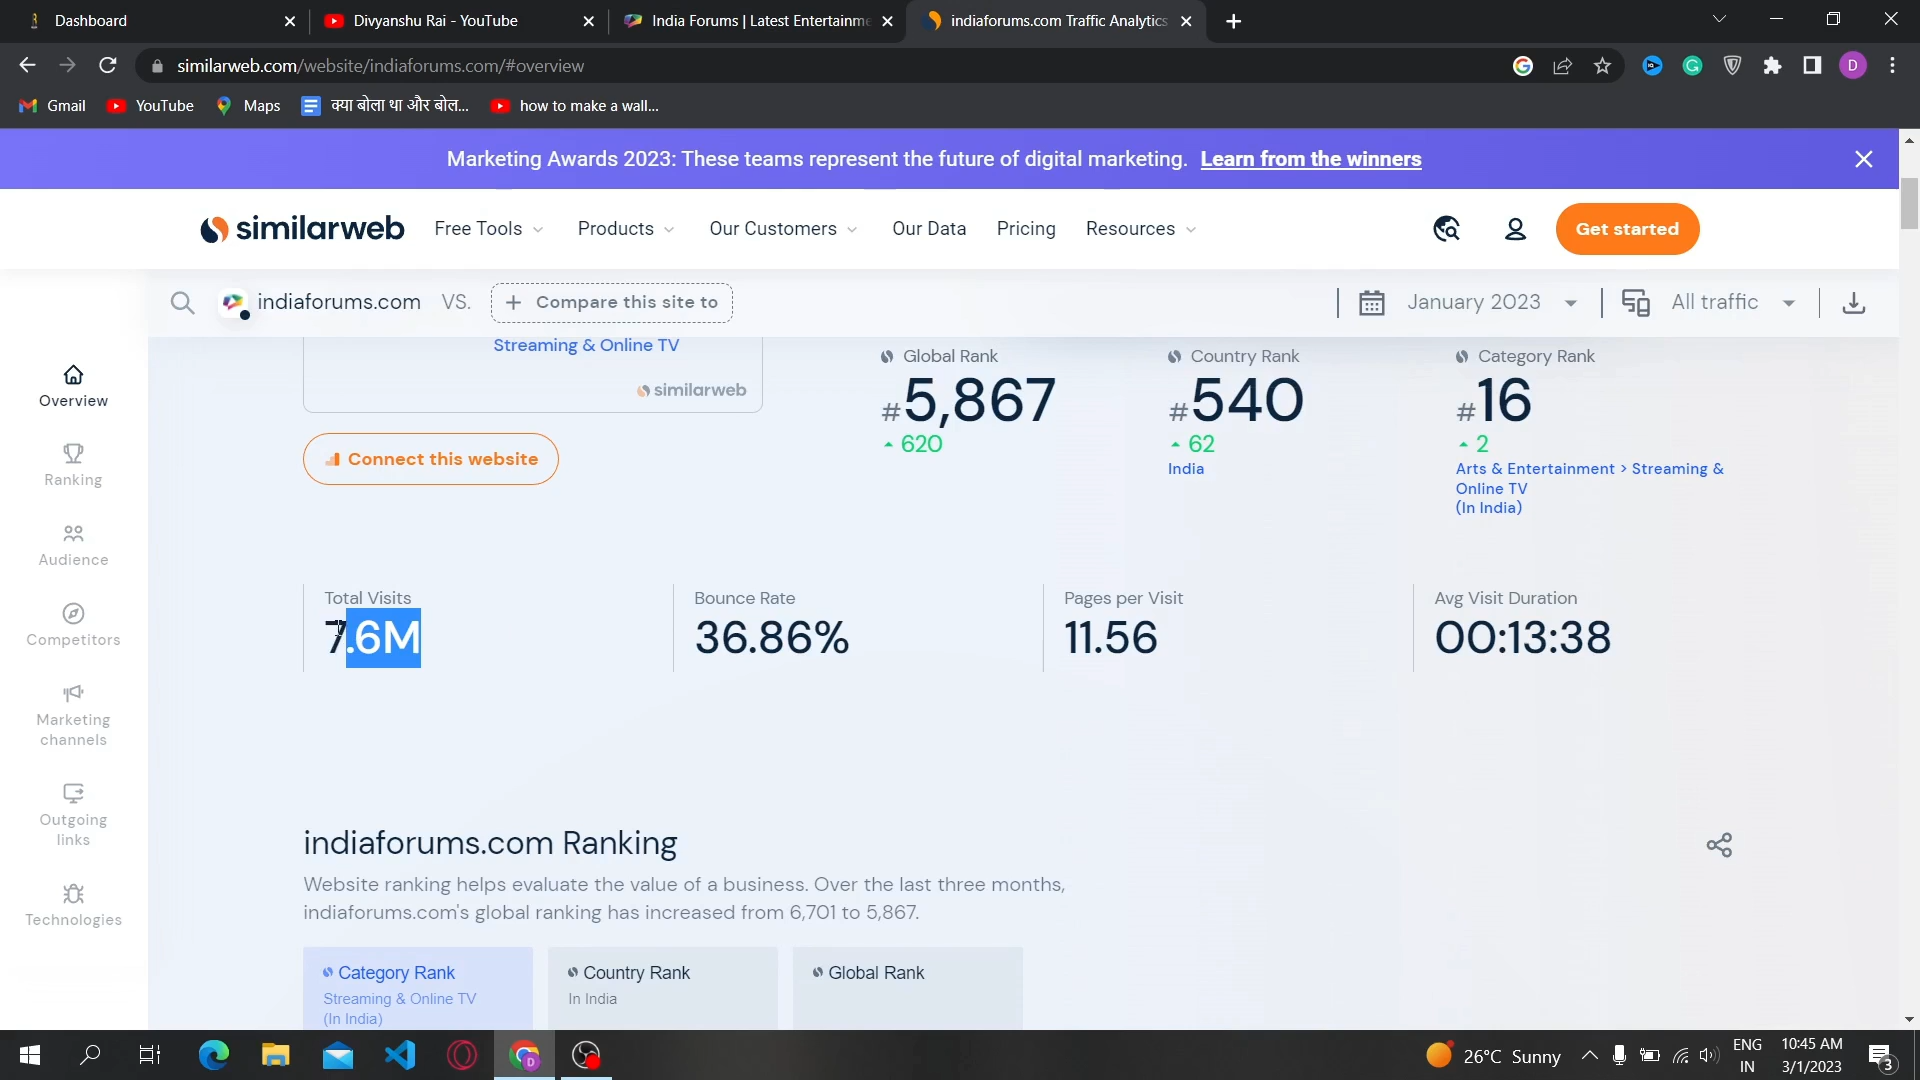 Dashboard
Divyanshu Rai - YouTube
India Forums | Latest Entertainme
indiaforums.com Traffic Analytics
similarweb.com/website/indiaforums.com/#overview
D
Gmail
YouTube
Maps
क्या बोला था और बोल...
how to make a wall...
Marketing Awards 2023: These teams represent the future of digital marketing. Learn from the winners
similarweb
Free Tools
Products
Our Customers
Our Data
Pricing
Resources
Get started
indiaforums.com VS. + Compare this site to
January 2023
All traffic
Overview
Ranking
Audience
Competitors
Marketing
channels
Outgoing
links
Technologies
Streaming & Online TV
similarweb
Connect this website
Global Rank
#5,867
620
Country Rank
#540
62
India
Category Rank
#16
2
Arts & Entertainment > Streaming &
Online TV
(In India)
Total Visits
7.6M
Bounce Rate
36.86%
Pages per Visit
11.56
Avg Visit Duration
00:13:38
indiaforums.com Ranking
Website ranking helps evaluate the value of a business. Over the last three months,
indiaforums.com's global ranking has increased from 6,701 to 5,867.
Category Rank
Streaming & Online TV
(In India)
Country Rank
In India
Global Rank
26°C Sunny
ENG
IN
10:45 AM
3/1/2023
3